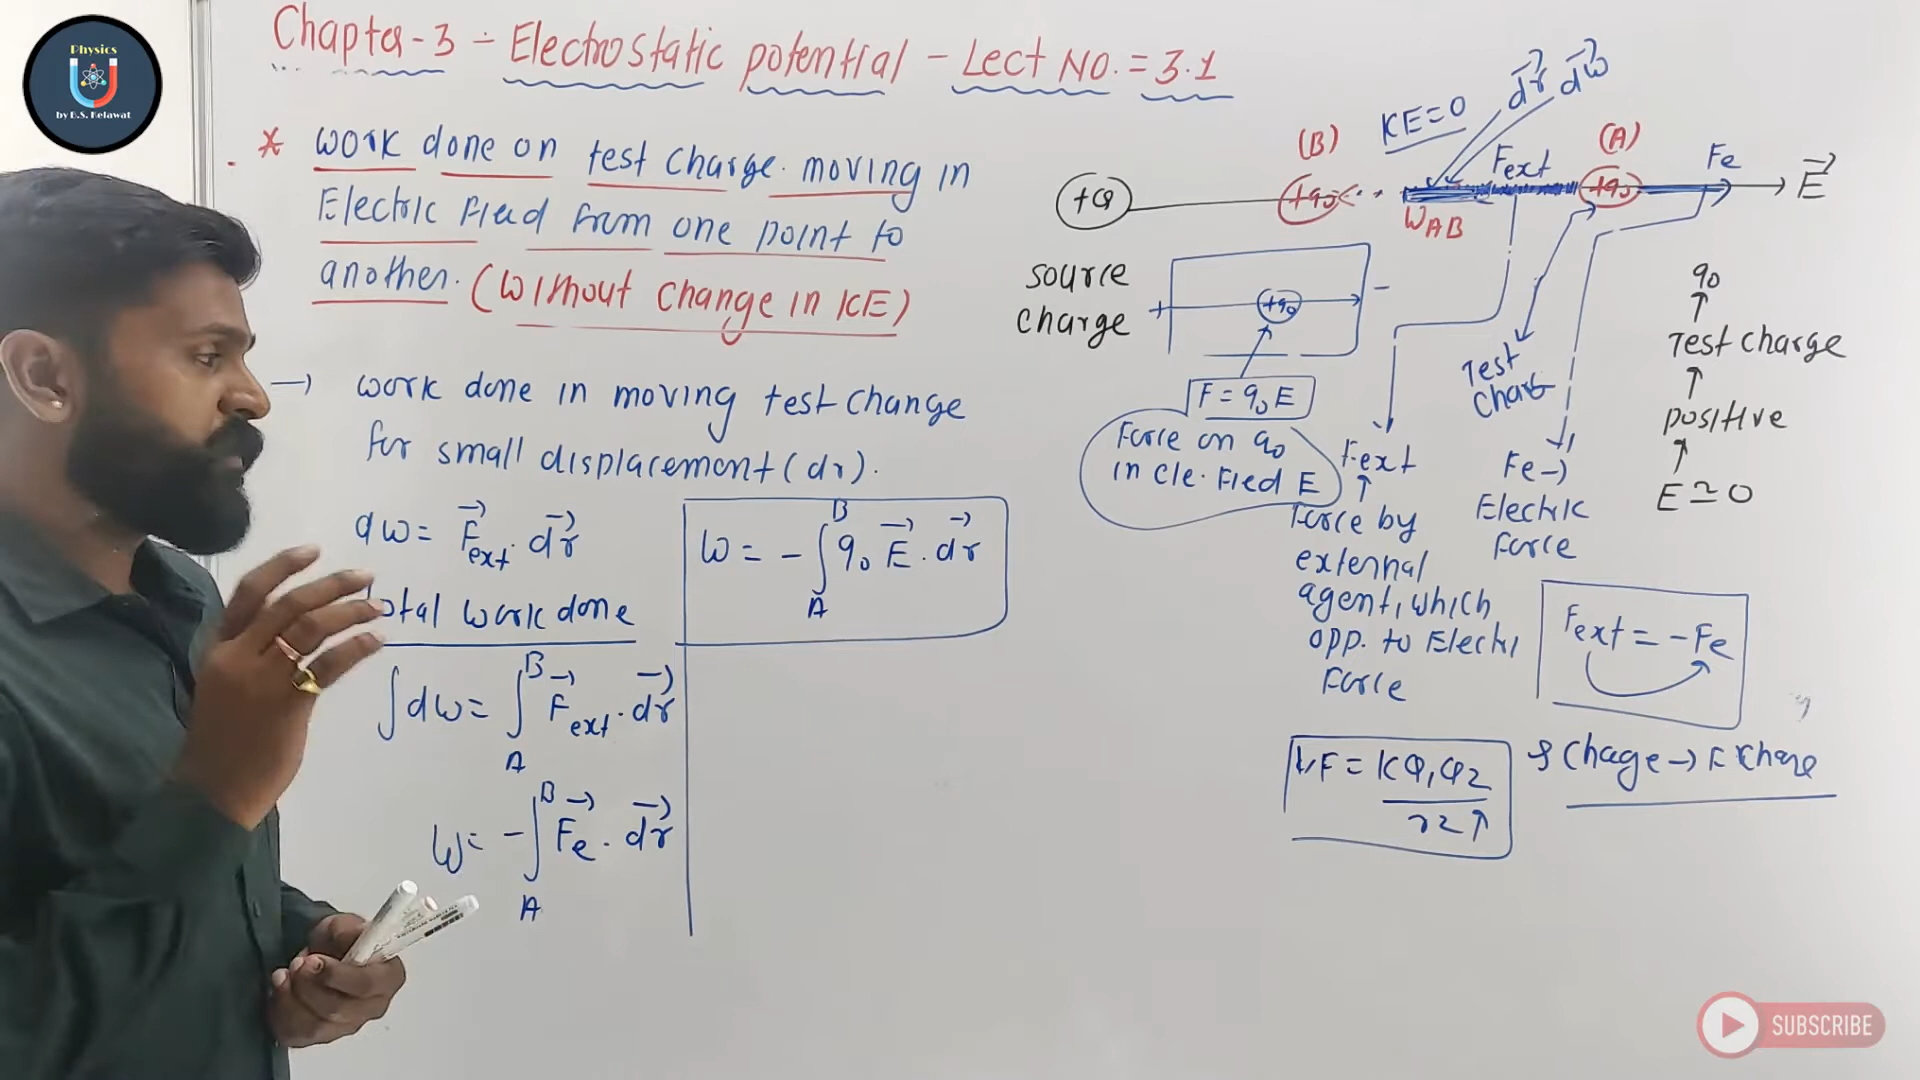 Physics
by B.S. Kelawat
Chapter-3 - Electrostatic potential - Lect NO. = 3.1
* work done on test charge moving in
Electric Field from one point to
another. (Without change in KE)
→ work done in moving test change
for small displacement (dr).
dw = F⃗ext . dr⃗
Total work done
∫dw = ∫_A^B F⃗ext . dr⃗
W = -∫_A^B F⃗e . dr⃗
W = -∫_A^B q₀ E⃗ . dr⃗
dr⃗ dw⃗
KE=0
(B)
(A)
Fext
Fe
+Q
+q₀
+q₀
E⃗
WAB
source
charge
+
+q₀
-
F = q₀E
Force on q₀
in Ele. Field E
Test
Charge
Fext
↑
Force by
external
agent, which
opp. to Electri
Force
Fe →
Electric
Force
q₀
↑
Test charge
↑
positive
↑
E ≃ 0
Fext = -Fe
↓F = KQ₁Q₂
r2↑
Chage →
SUBSCRIBE